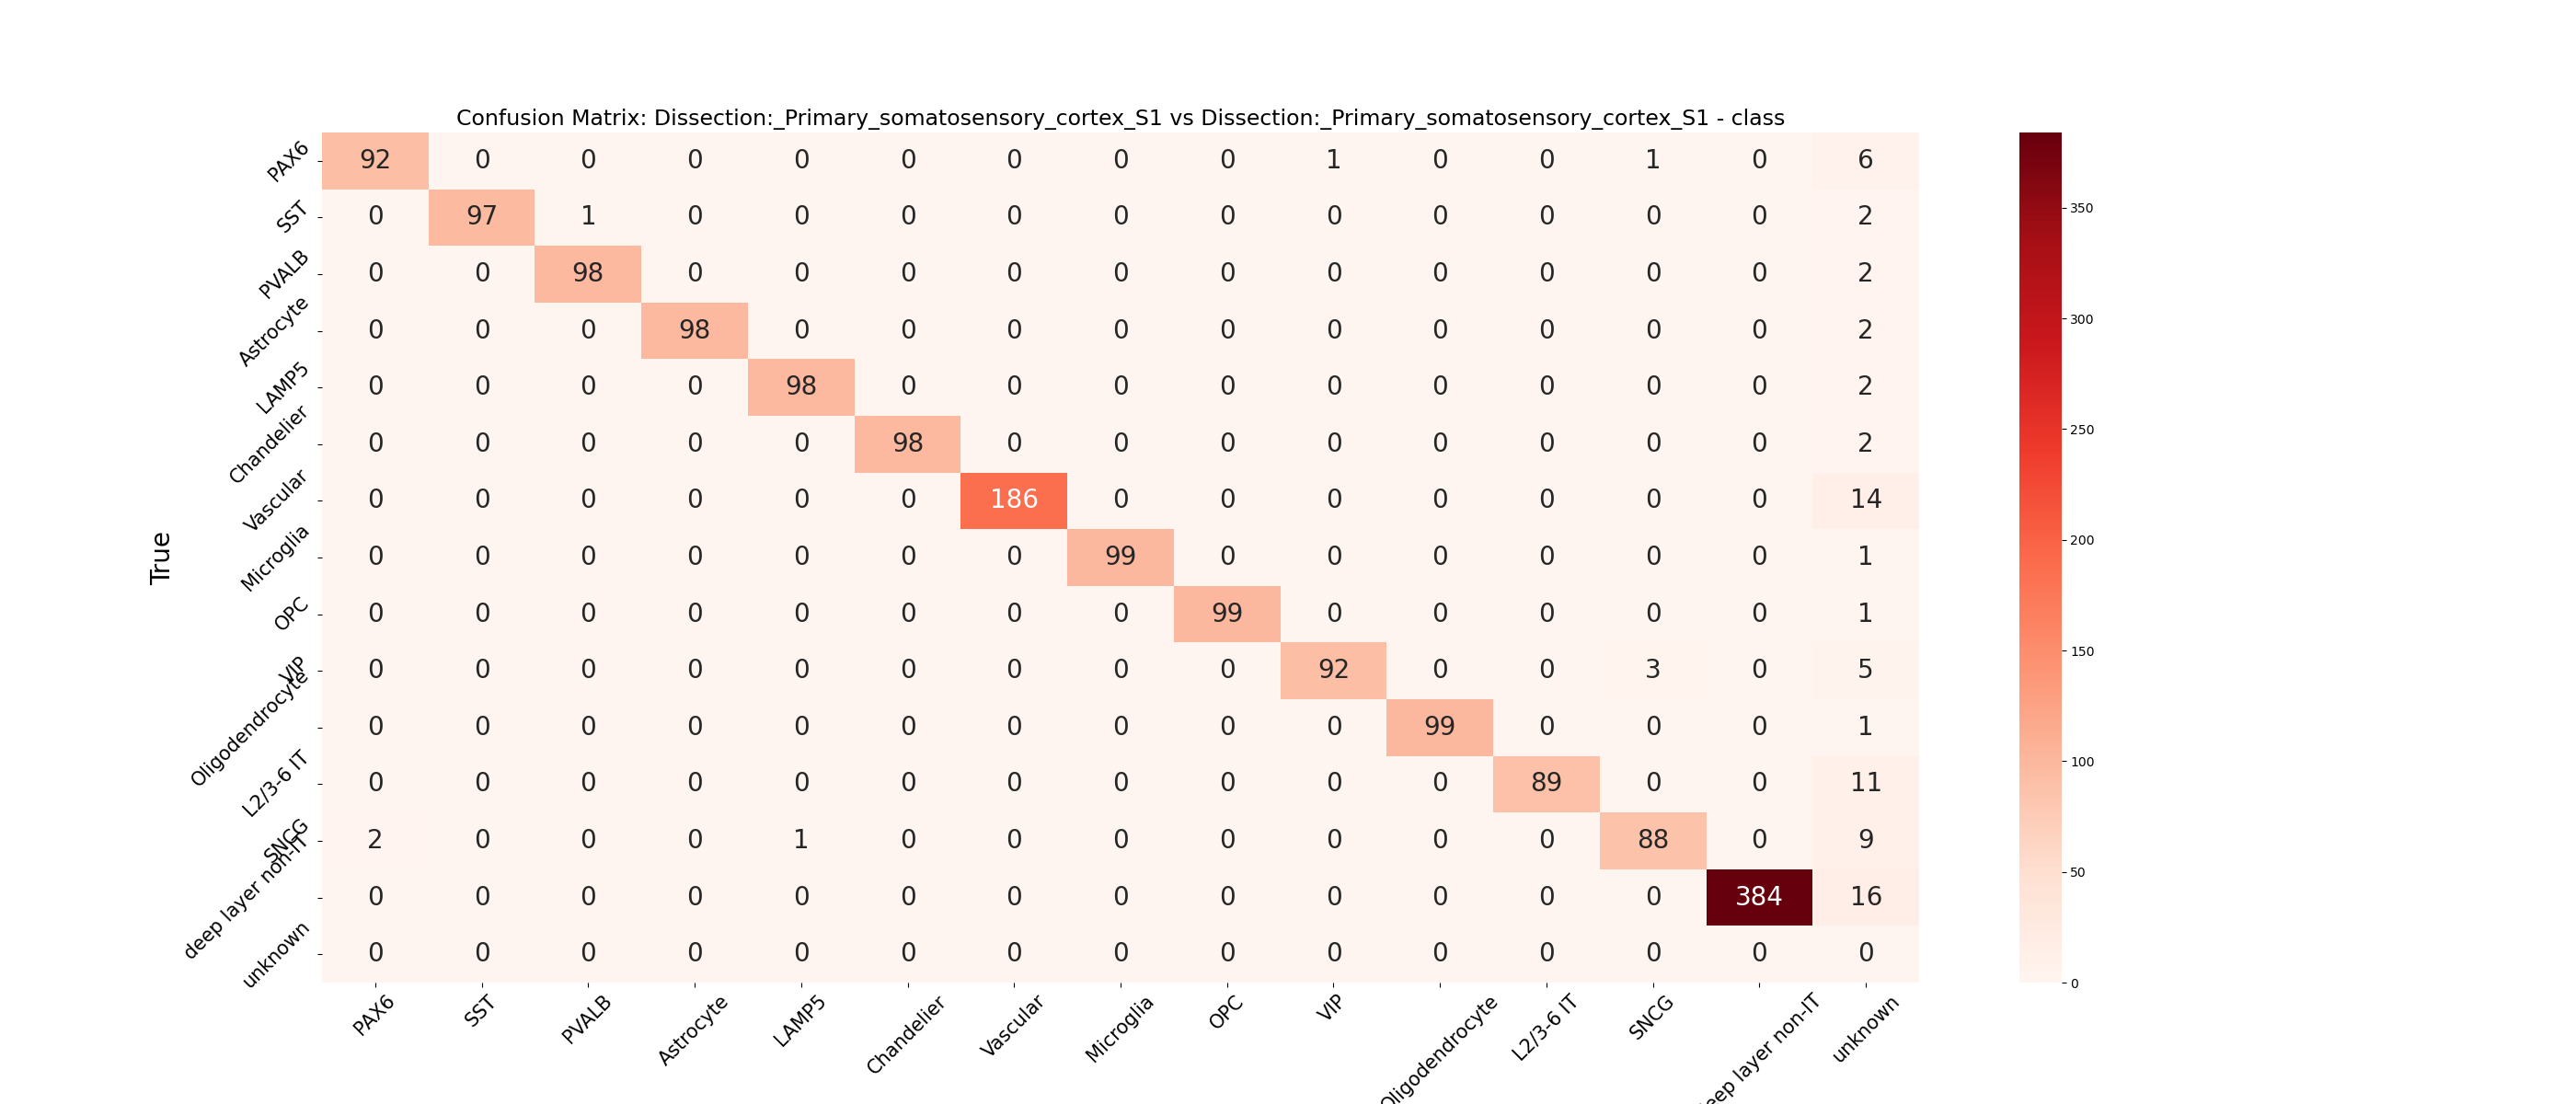 Confusion Matrix: Dissection:_Primary_somatosensory_cortex_S1 vs Dissection:_Primary_somatosensory_cortex_S1 - class
True
PAX6 92 0 0 0 0 0 0 0 0 1 0 0 1 0 6
SST 0 97 1 0 0 0 0 0 0 0 0 0 0 0 2
PVALB 0 0 98 0 0 0 0 0 0 0 0 0 0 0 2
Astrocyte 0 0 0 98 0 0 0 0 0 0 0 0 0 0 2
LAMP5 0 0 0 0 98 0 0 0 0 0 0 0 0 0 2
Chandelier 0 0 0 0 0 98 0 0 0 0 0 0 0 0 2
Vascular 0 0 0 0 0 0 186 0 0 0 0 0 0 0 14
Microglia 0 0 0 0 0 0 0 99 0 0 0 0 0 0 1
OPC 0 0 0 0 0 0 0 0 99 0 0 0 0 0 1
VIP 0 0 0 0 0 0 0 0 0 92 0 0 3 0 5
Oligodendrocyte 0 0 0 0 0 0 0 0 0 0 99 0 0 0 1
L2/3-6 IT 0 0 0 0 0 0 0 0 0 0 0 89 0 0 11
SNCG 2 0 0 0 1 0 0 0 0 0 0 0 88 0 9
deep layer non-IT 0 0 0 0 0 0 0 0 0 0 0 0 0 384 16
unknown 0 0 0 0 0 0 0 0 0 0 0 0 0 0 0
PAX6 SST PVALB Astrocyte LAMP5 Chandelier Vascular Microglia OPC VIP Oligodendrocyte L2/3-6 IT SNCG eep layer non-IT unknown
350
300
250
200
150
100
50
0